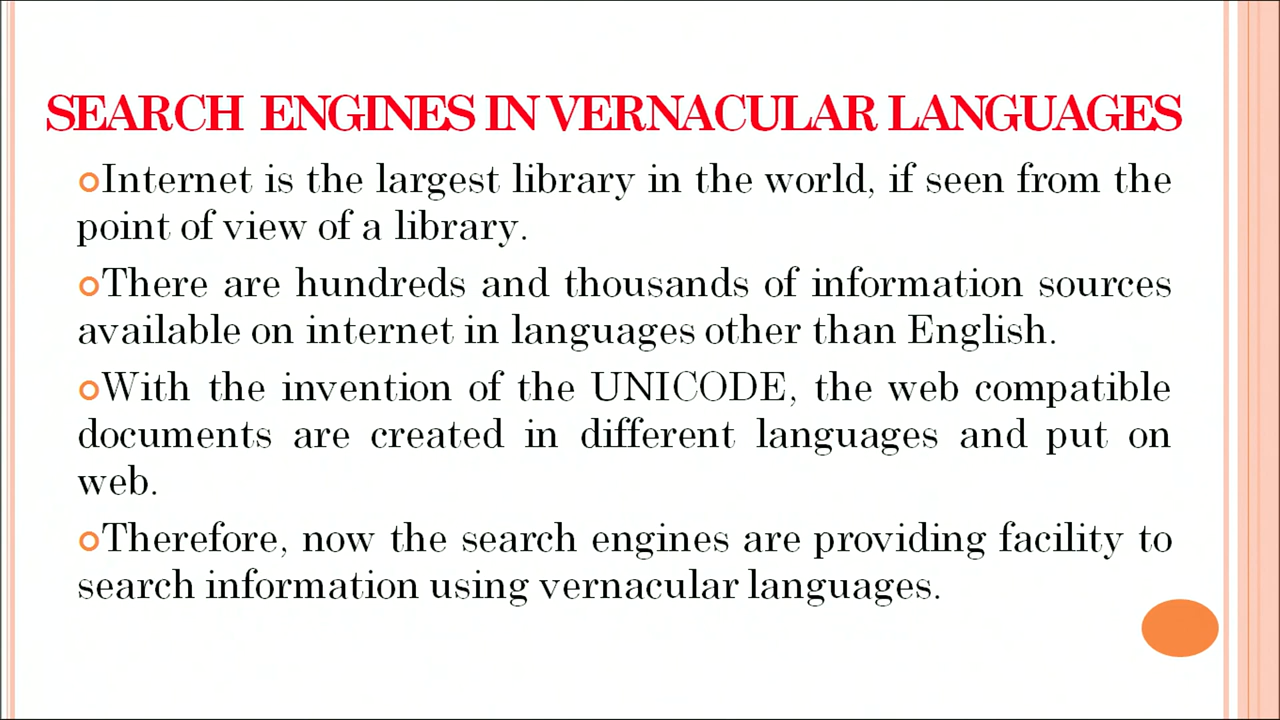 SEARCH ENGINES IN VERNACULAR LANGUAGES
Internet is the largest library in the world, if seen from the
point of view of a library.
There are hundreds and thousands of information sources
available on internet in languages other than English.
With the invention of the UNICODE, the web compatible
documents are created in different languages and put on
web.
Therefore, now the search engines are providing facility to
search information using vernacular languages.